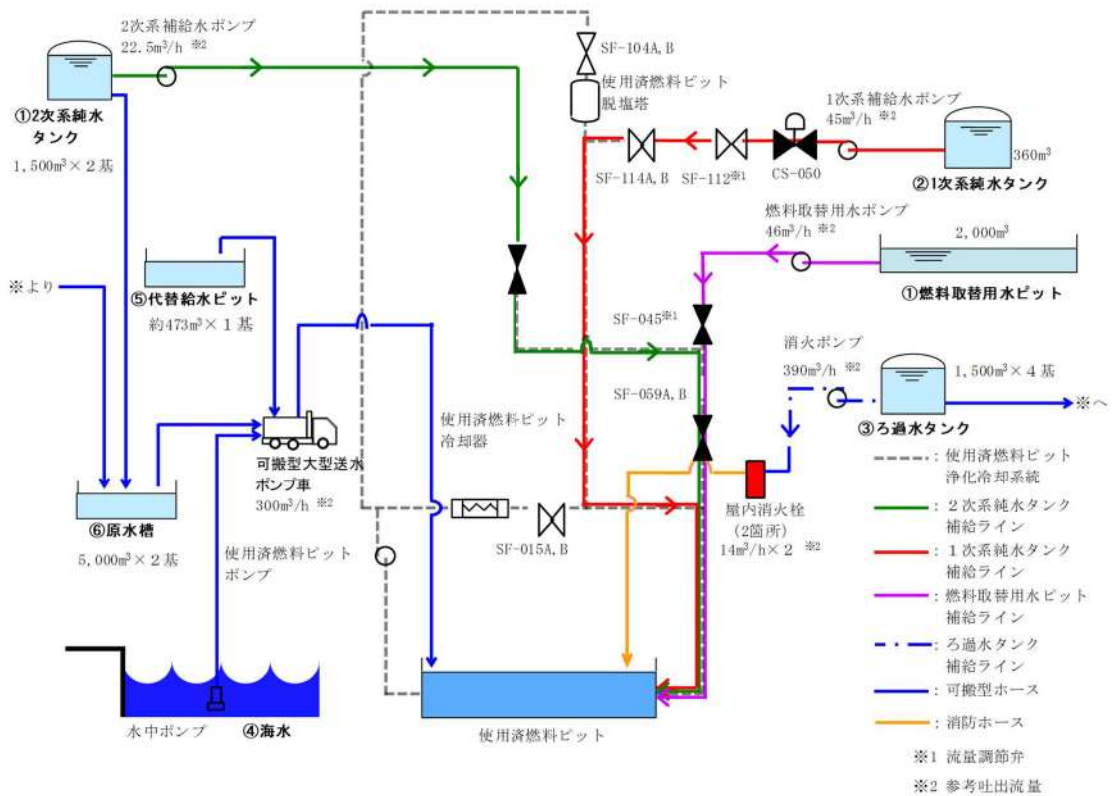 2次系補給水ポンプ
22.5m³/h ※2
①2次系純水
タンク
1,500m³×2基
SF-104A,B
使用済燃料ピット
脱塩塔
1次系補給水ポンプ
45m³/h ※2
360m³
SF-114A,B
SF-112※1
CS-050
②1次系純水タンク
燃料取替用水ポンプ
46m³/h ※2
2,000m³
①燃料取替用水ピット
※より
⑤代替給水ピット
約473m³×1基
SF-045※1
消火ポンプ
390m³/h ※2
1,500m³×4基
※へ
③ろ過水タンク
SF-059A,B
使用済燃料ピット
冷却器
可搬型大型送水
ポンプ車
300m³/h ※2
⑥原水槽
5,000m³×2基
使用済燃料ピット
ポンプ
SF-015A,B
屋内消火栓
(2箇所)
14m³/h×2 ※2
水中ポンプ
④海水
使用済燃料ピット
:使用済燃料ピット
浄化冷却系統
:2次系純水タンク
補給ライン
:1次系純水タンク
補給ライン
:燃料取替用水ピット
補給ライン
:ろ過水タンク
補給ライン
:可搬型ホース
:消防ホース
※1 流量調節弁
※2 参考吐出流量